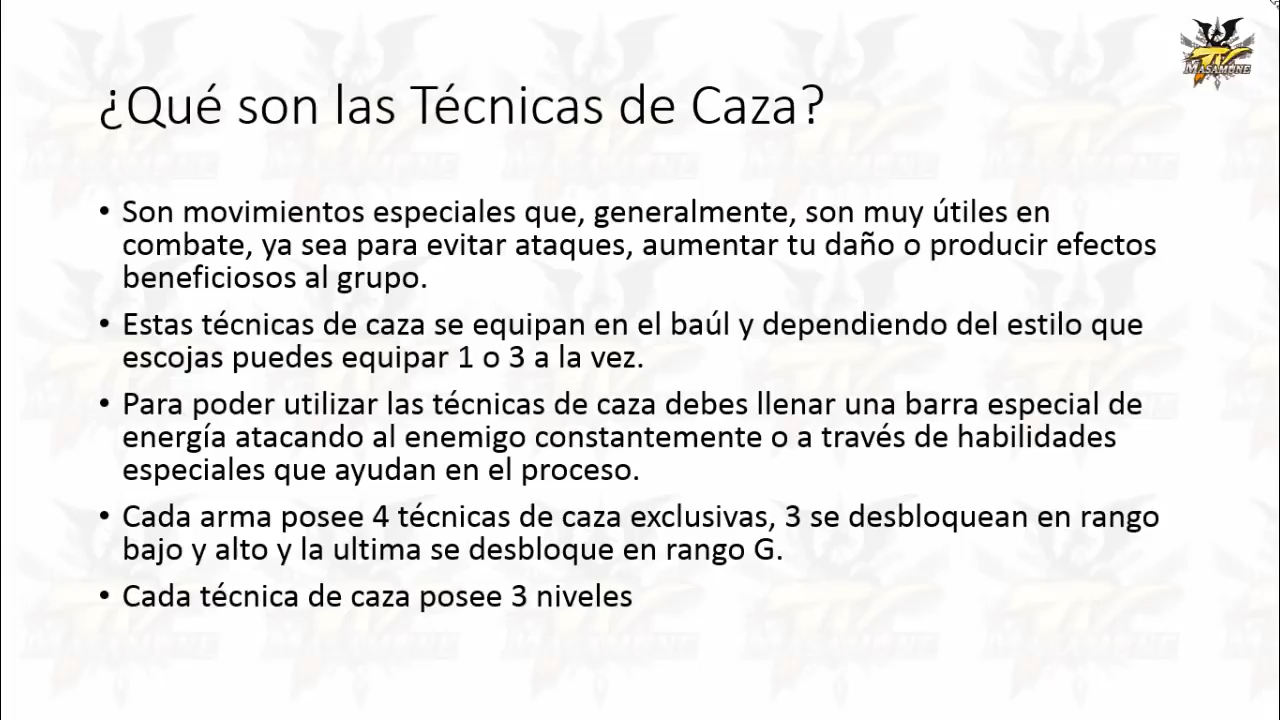 TV
MASAMUNE
¿Qué son las Técnicas de Caza?
• Son movimientos especiales que, generalmente, son muy útiles en
combate, ya sea para evitar ataques, aumentar tu daño o producir efectos
beneficiosos al grupo.
• Estas técnicas de caza se equipan en el baúl y dependiendo del estilo que
escojas puedes equipar 1 o 3 a la vez.
• Para poder utilizar las técnicas de caza debes llenar una barra especial de
energía atacando al enemigo constantemente o a través de habilidades
especiales que ayudan en el proceso.
• Cada arma posee 4 técnicas de caza exclusivas, 3 se desbloquean en rango
bajo y alto y la ultima se desbloque en rango G.
• Cada técnica de caza posee 3 niveles